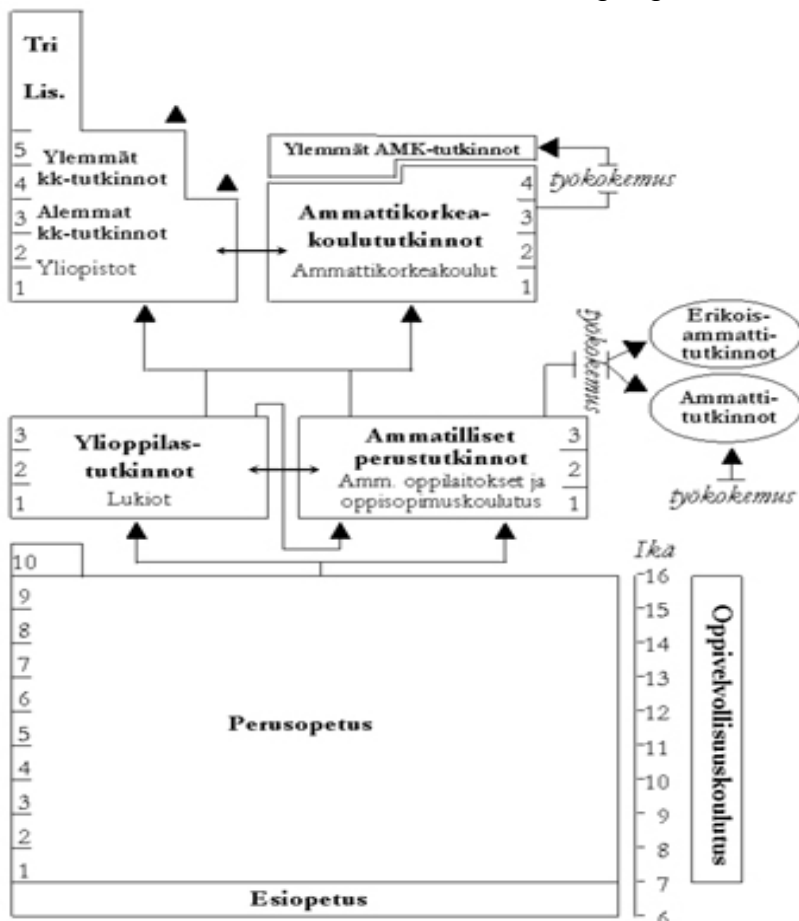 Tri
Lis.
5
Ylemmät
kk-tutkinnot
4
3
Alemmat
kk-tutkinnot
2
Yliopistot
1
Ylemmät AMK-tutkinnot
työkokemus
Ammattikorkea-
koulututkinnot
Ammattikorkeakoulut
4
3
2
1
työkokemus
Erikois-
ammatti-
tutkinnot
Ammatti-
tutkinnot
työkokemus
3
2
1
Ylioppilas-
tutkinnot
Lukiot
Ammatilliset
perustutkinnot
Amm. oppilaitokset ja
oppisopimuskoulutus
3
2
1
10
9
8
7
6
5
4
3
2
1
Perusopetus
Esiopetus
Ikä
16
15
14
13
12
11
10
9
8
7
6
Oppivelvollisuuskoulutus